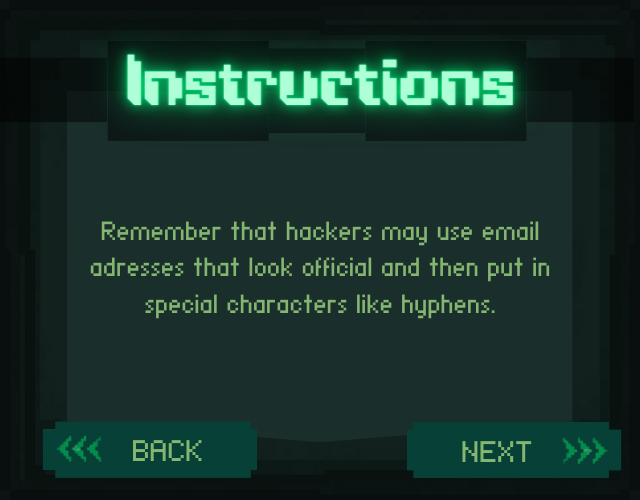 Instructions
Remember that hackers may use email
adresses that look official and then put in
special characters like hyphens.
<<< BACK
NEXT >>>